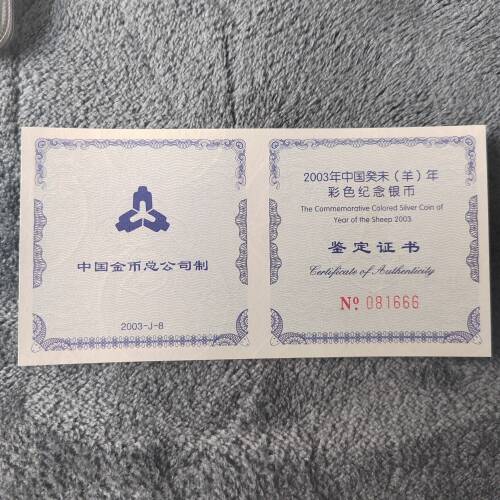 中国金币总公司制
2003-J-8
2003年中国癸未（羊）年
彩色纪念银币
The Commemorative Colored Silver Coin of
Year of the Sheep 2003
鉴定证书
Certificate of Authenticity
Nº 081666